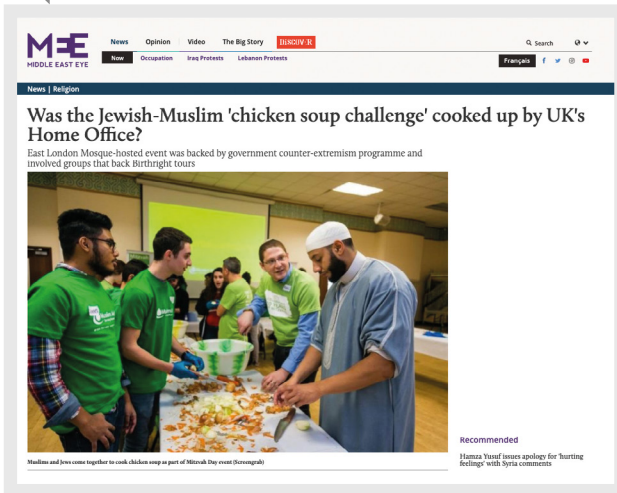 MEE
MIDDLE EAST EYE
News Opinion Video The Big Story DISCOVER
Search
Now Occupation Iraq Protests Lebanon Protests
Français
News | Religion
Was the Jewish-Muslim 'chicken soup challenge' cooked up by UK's
Home Office?
East London Mosque-hosted event was backed by government counter-extremism programme and
involved groups that back Birthright tours
Muslims and Jews come together to cook chicken soup as part of Mitzvah Day event (Screengrab)
Recommended
Hamza Yusuf issues apology for 'hurting
feelings' with Syria comments